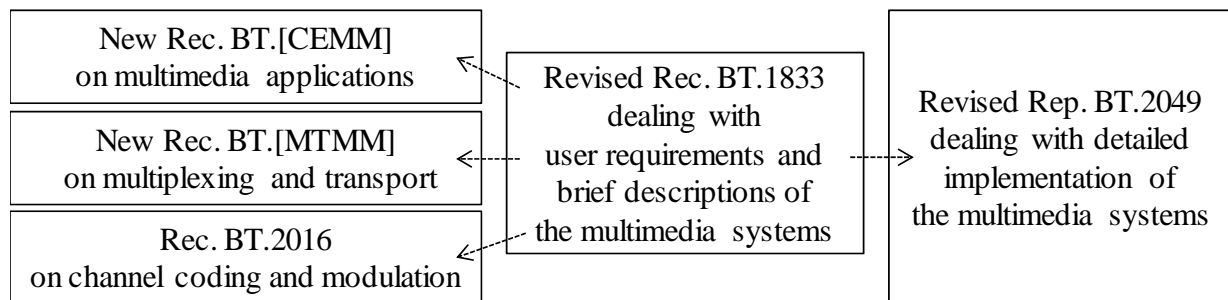 New Rec. BT.[CEMM]
on multimedia applications
New Rec. BT.[MTMM]
on multiplexing and transport
Rec. BT.2016
on channel coding and modulation
Revised Rec. BT.1833
dealing with
user requirements and
brief descriptions of
the multimedia systems
Revised Rep. BT.2049
dealing with detailed
implementation of
the multimedia systems